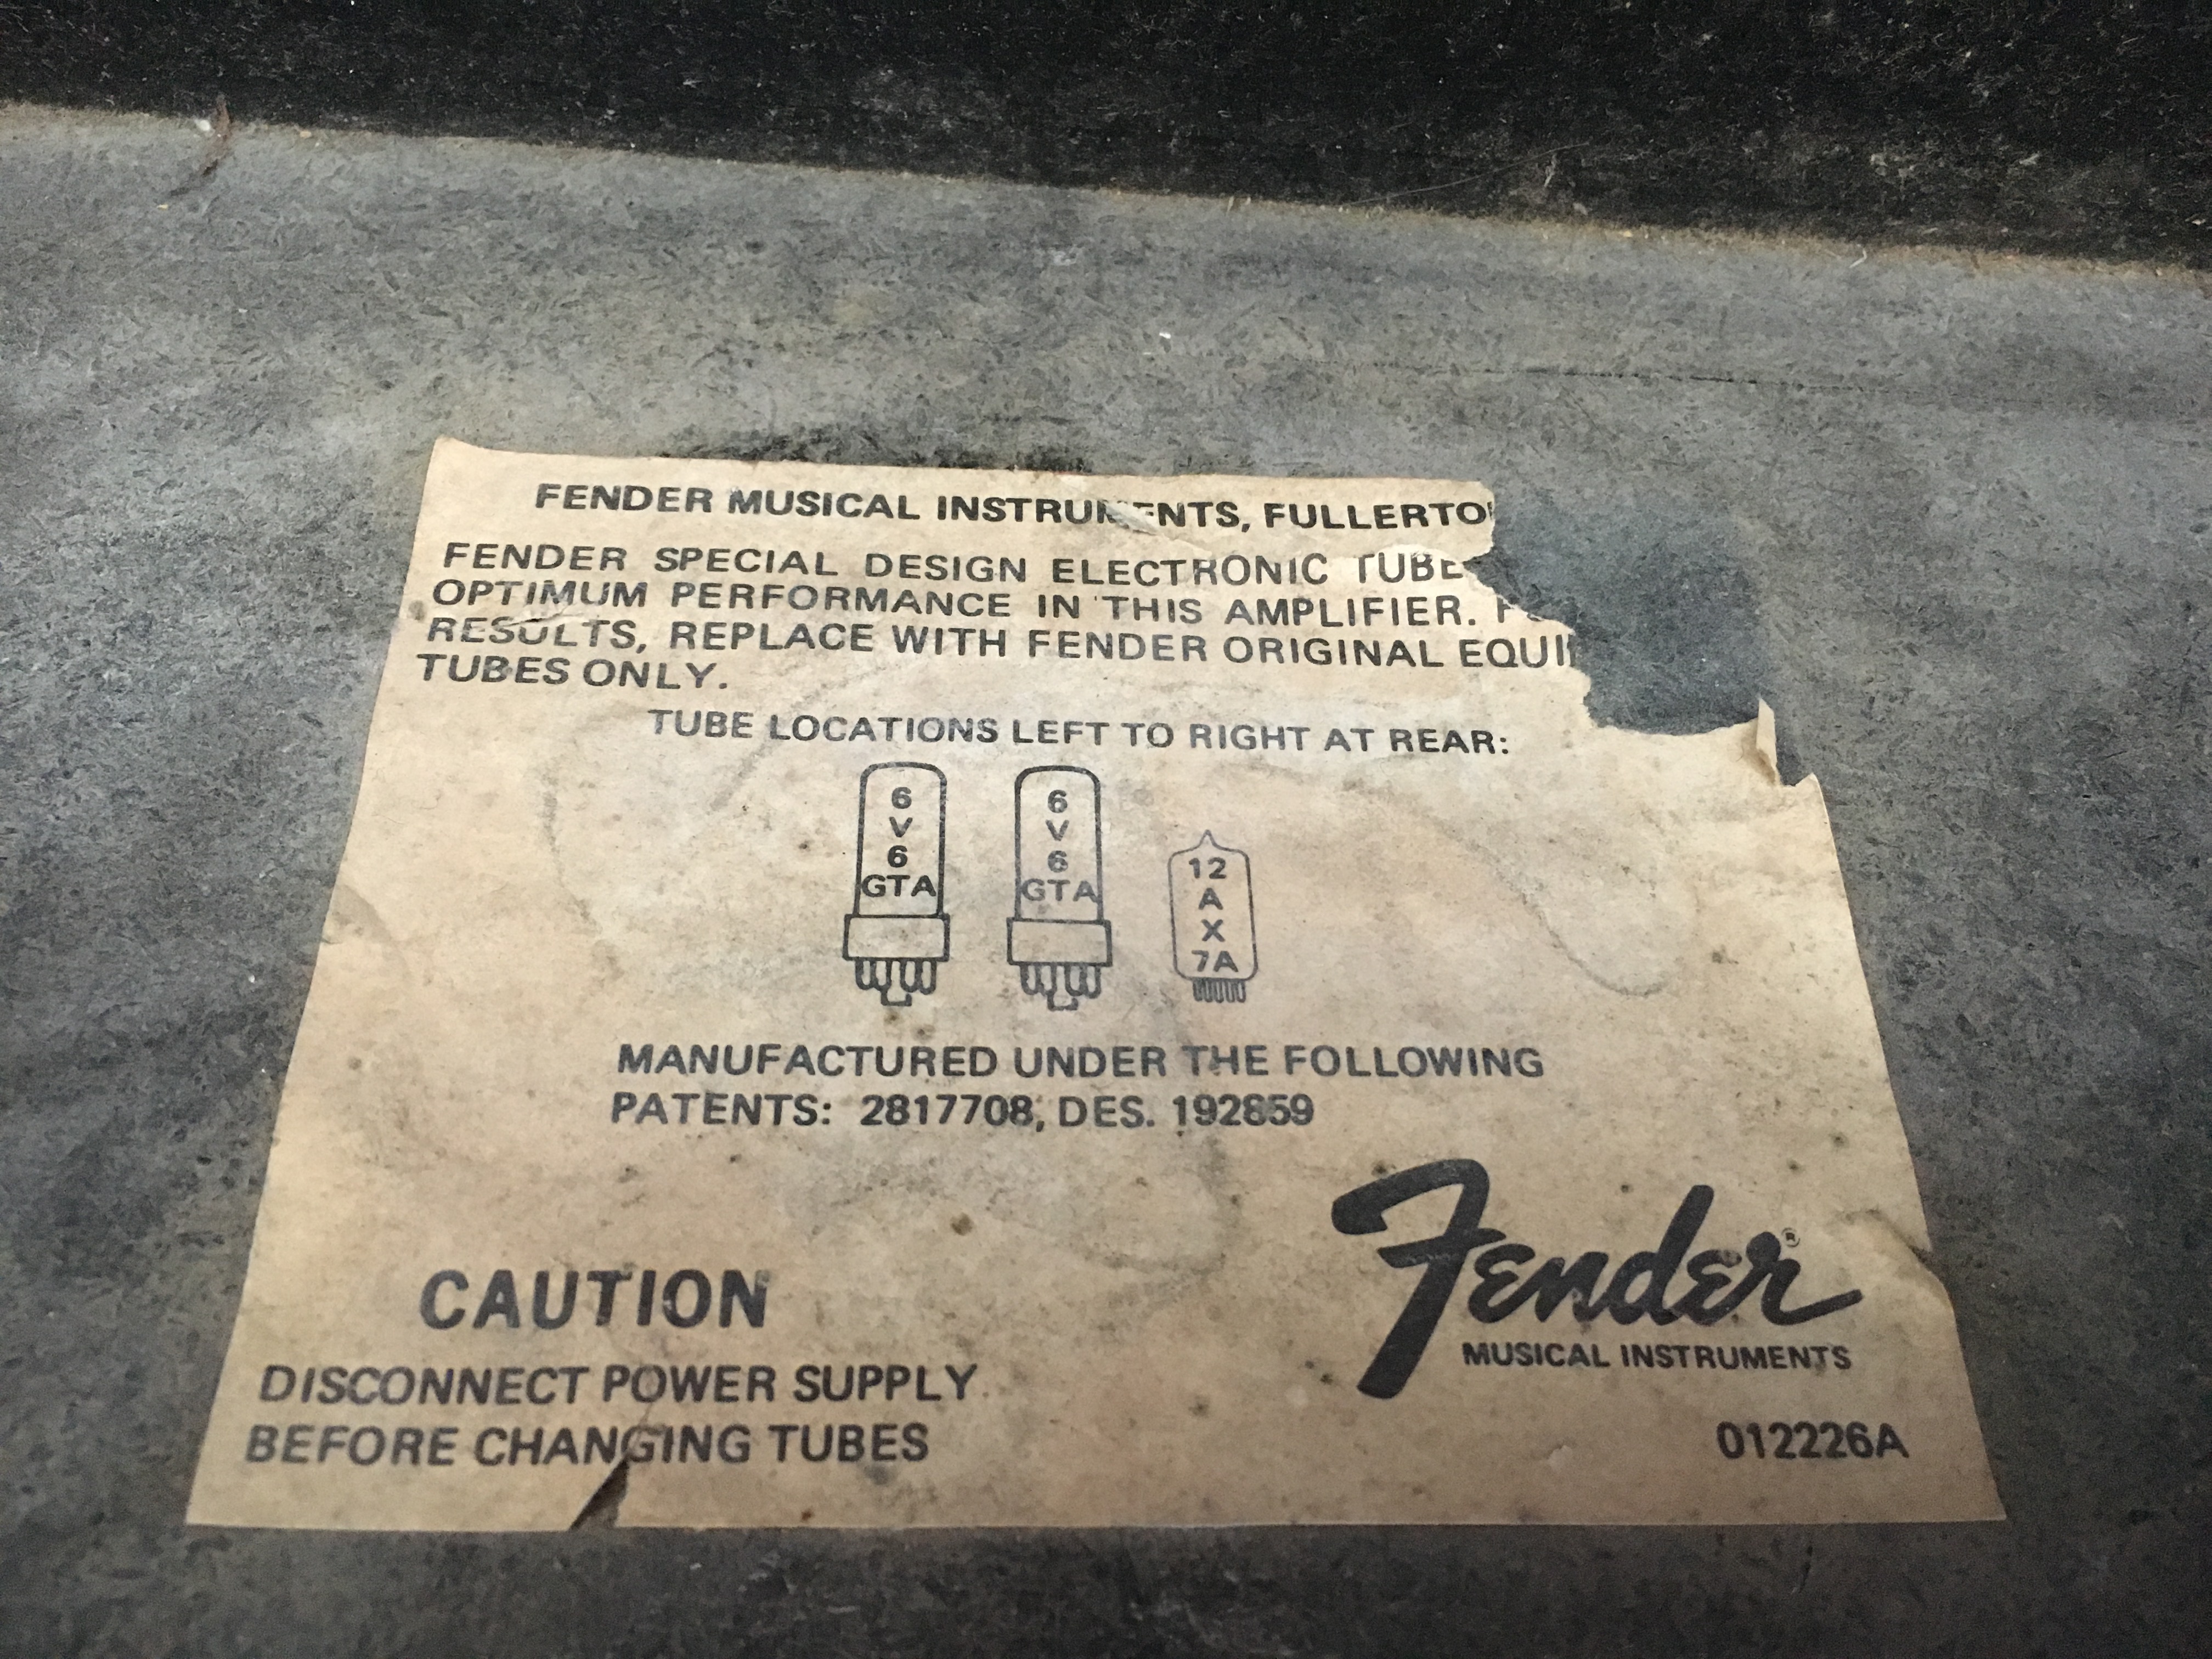 FENDER MUSICAL INSTRUMENTS, FULLERTO
FENDER SPECIAL DESIGN ELECTRONIC TUBE
OPTIMUM PERFORMANCE IN THIS AMPLIFIER.
RESULTS, REPLACE WITH FENDER ORIGINAL EQUI
TUBES ONLY.
TUBE LOCATIONS LEFT TO RIGHT AT REAR:
6
V
6
GTA
6
V
6
GTA
12
A
X
7A
MANUFACTURED UNDER THE FOLLOWING
PATENTS: 2817708, DES. 192859
CAUTION
DISCONNECT POWER SUPPLY
BEFORE CHANGING TUBES
Fender®
MUSICAL INSTRUMENTS
012226A